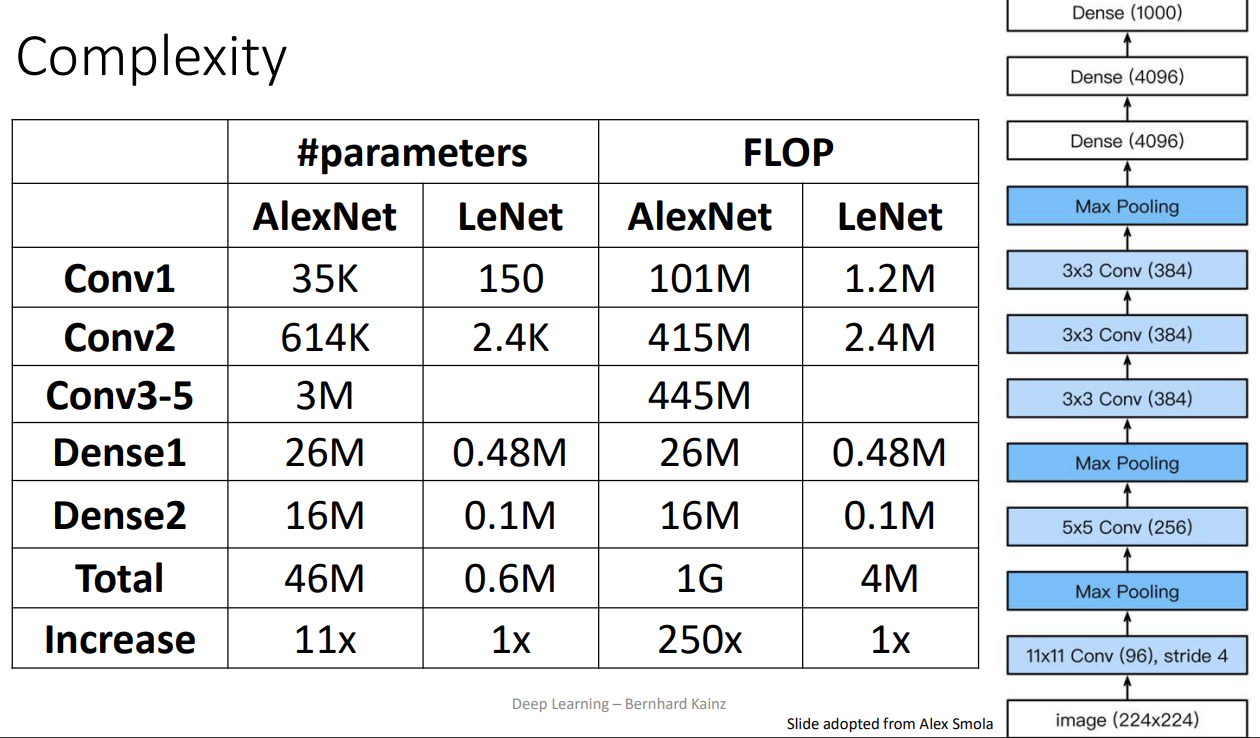 Complexity
#parameters FLOP
AlexNet LeNet AlexNet LeNet
Conv1 35K 150 101M 1.2M
Conv2 614K 2.4K 415M 2.4M
Conv3-5 3M 445M
Dense1 26M 0.48M 26M 0.48M
Dense2 16M 0.1M 16M 0.1M
Total 46M 0.6M 1G 4M
Increase 11x 1x 250x 1x
Dense (1000)
Dense (4096)
Dense (4096)
Max Pooling
3x3 Conv (384)
3x3 Conv (384)
3x3 Conv (384)
Max Pooling
5x5 Conv (256)
Max Pooling
11x11 Conv (96), stride 4
image (224x224)
Deep Learning – Bernhard Kainz
Slide adopted from Alex Smola